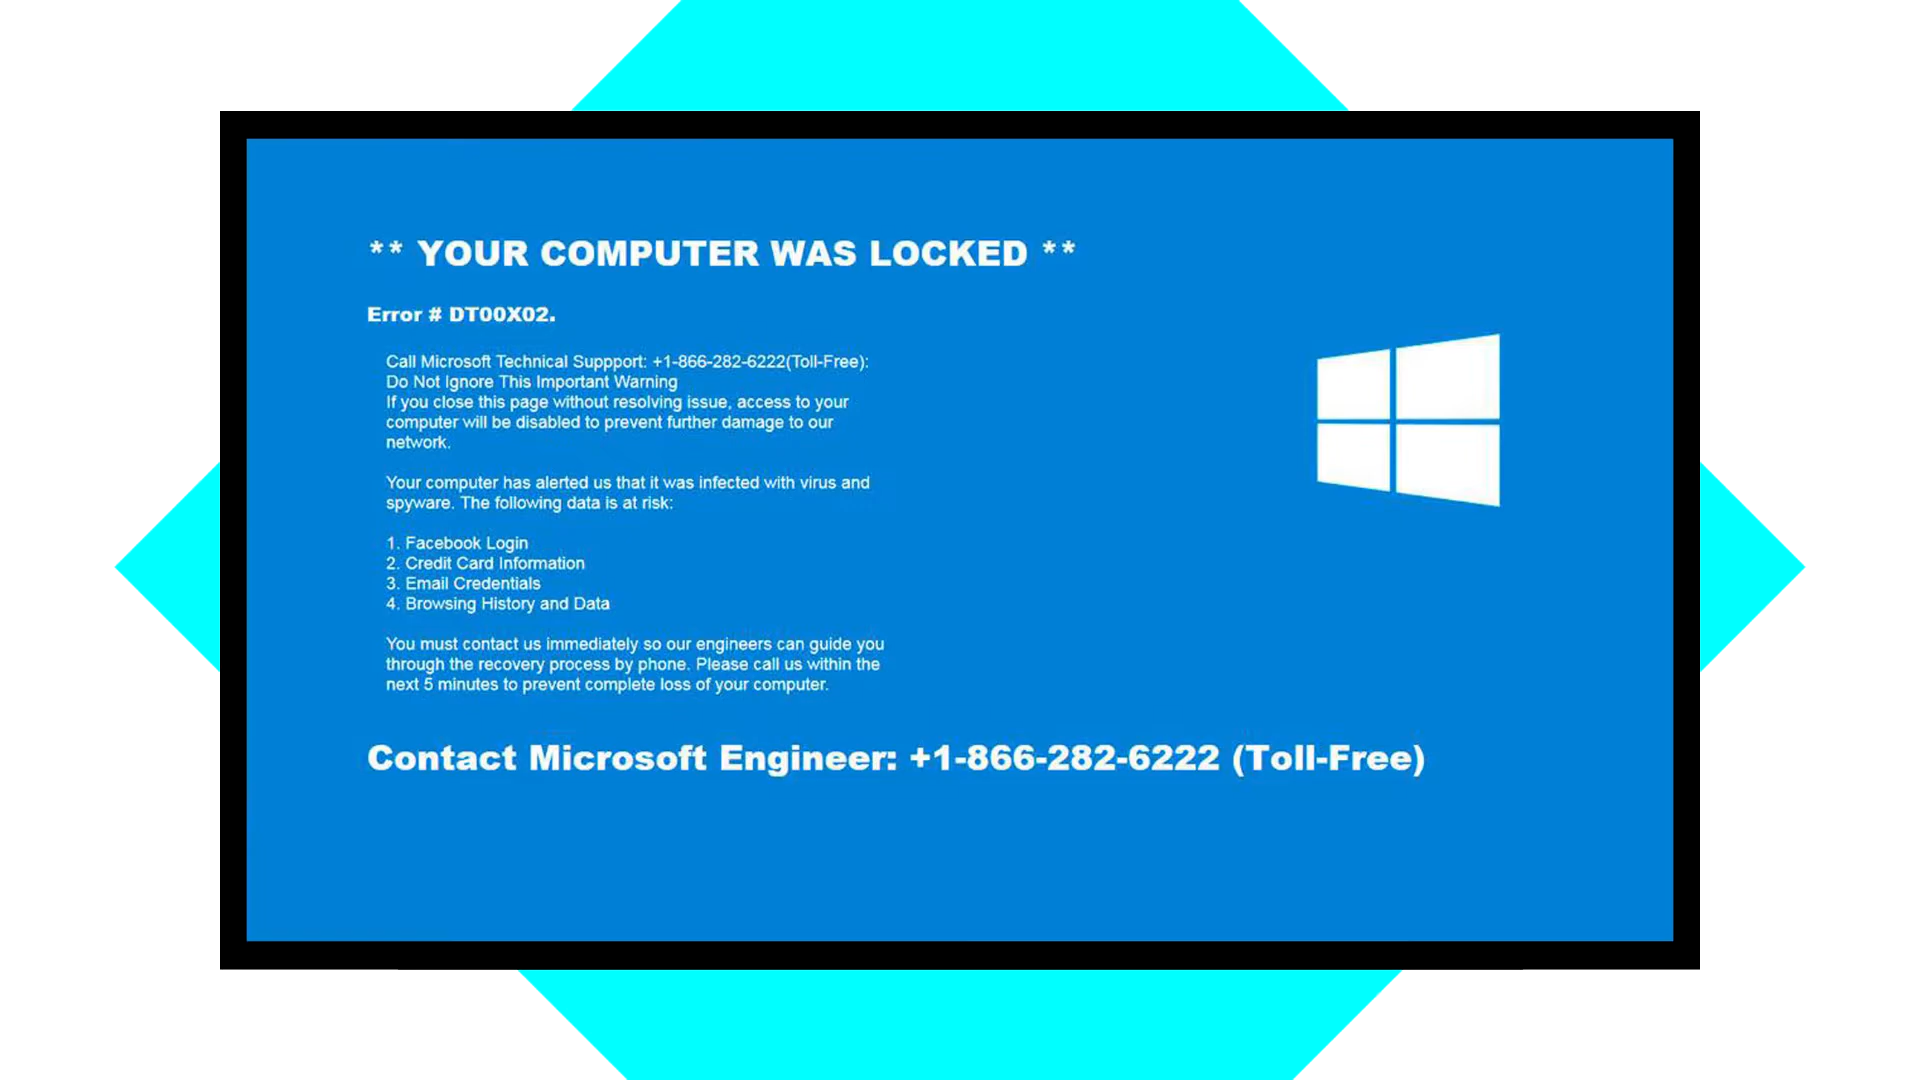 ** YOUR COMPUTER WAS LOCKED **
Error # DT00X02.
Call Microsoft Technical Suppport: +1-866-282-6222(Toll-Free):
Do Not Ignore This Important Warning
If you close this page without resolving issue, access to your
computer will be disabled to prevent further damage to our
network.
Your computer has alerted us that it was infected with virus and
spyware. The following data is at risk:
1. Facebook Login
2. Credit Card Information
3. Email Credentials
4. Browsing History and Data
You must contact us immediately so our engineers can guide you
through the recovery process by phone. Please call us within the
next 5 minutes to prevent complete loss of your computer.
Contact Microsoft Engineer: +1-866-282-6222 (Toll-Free)